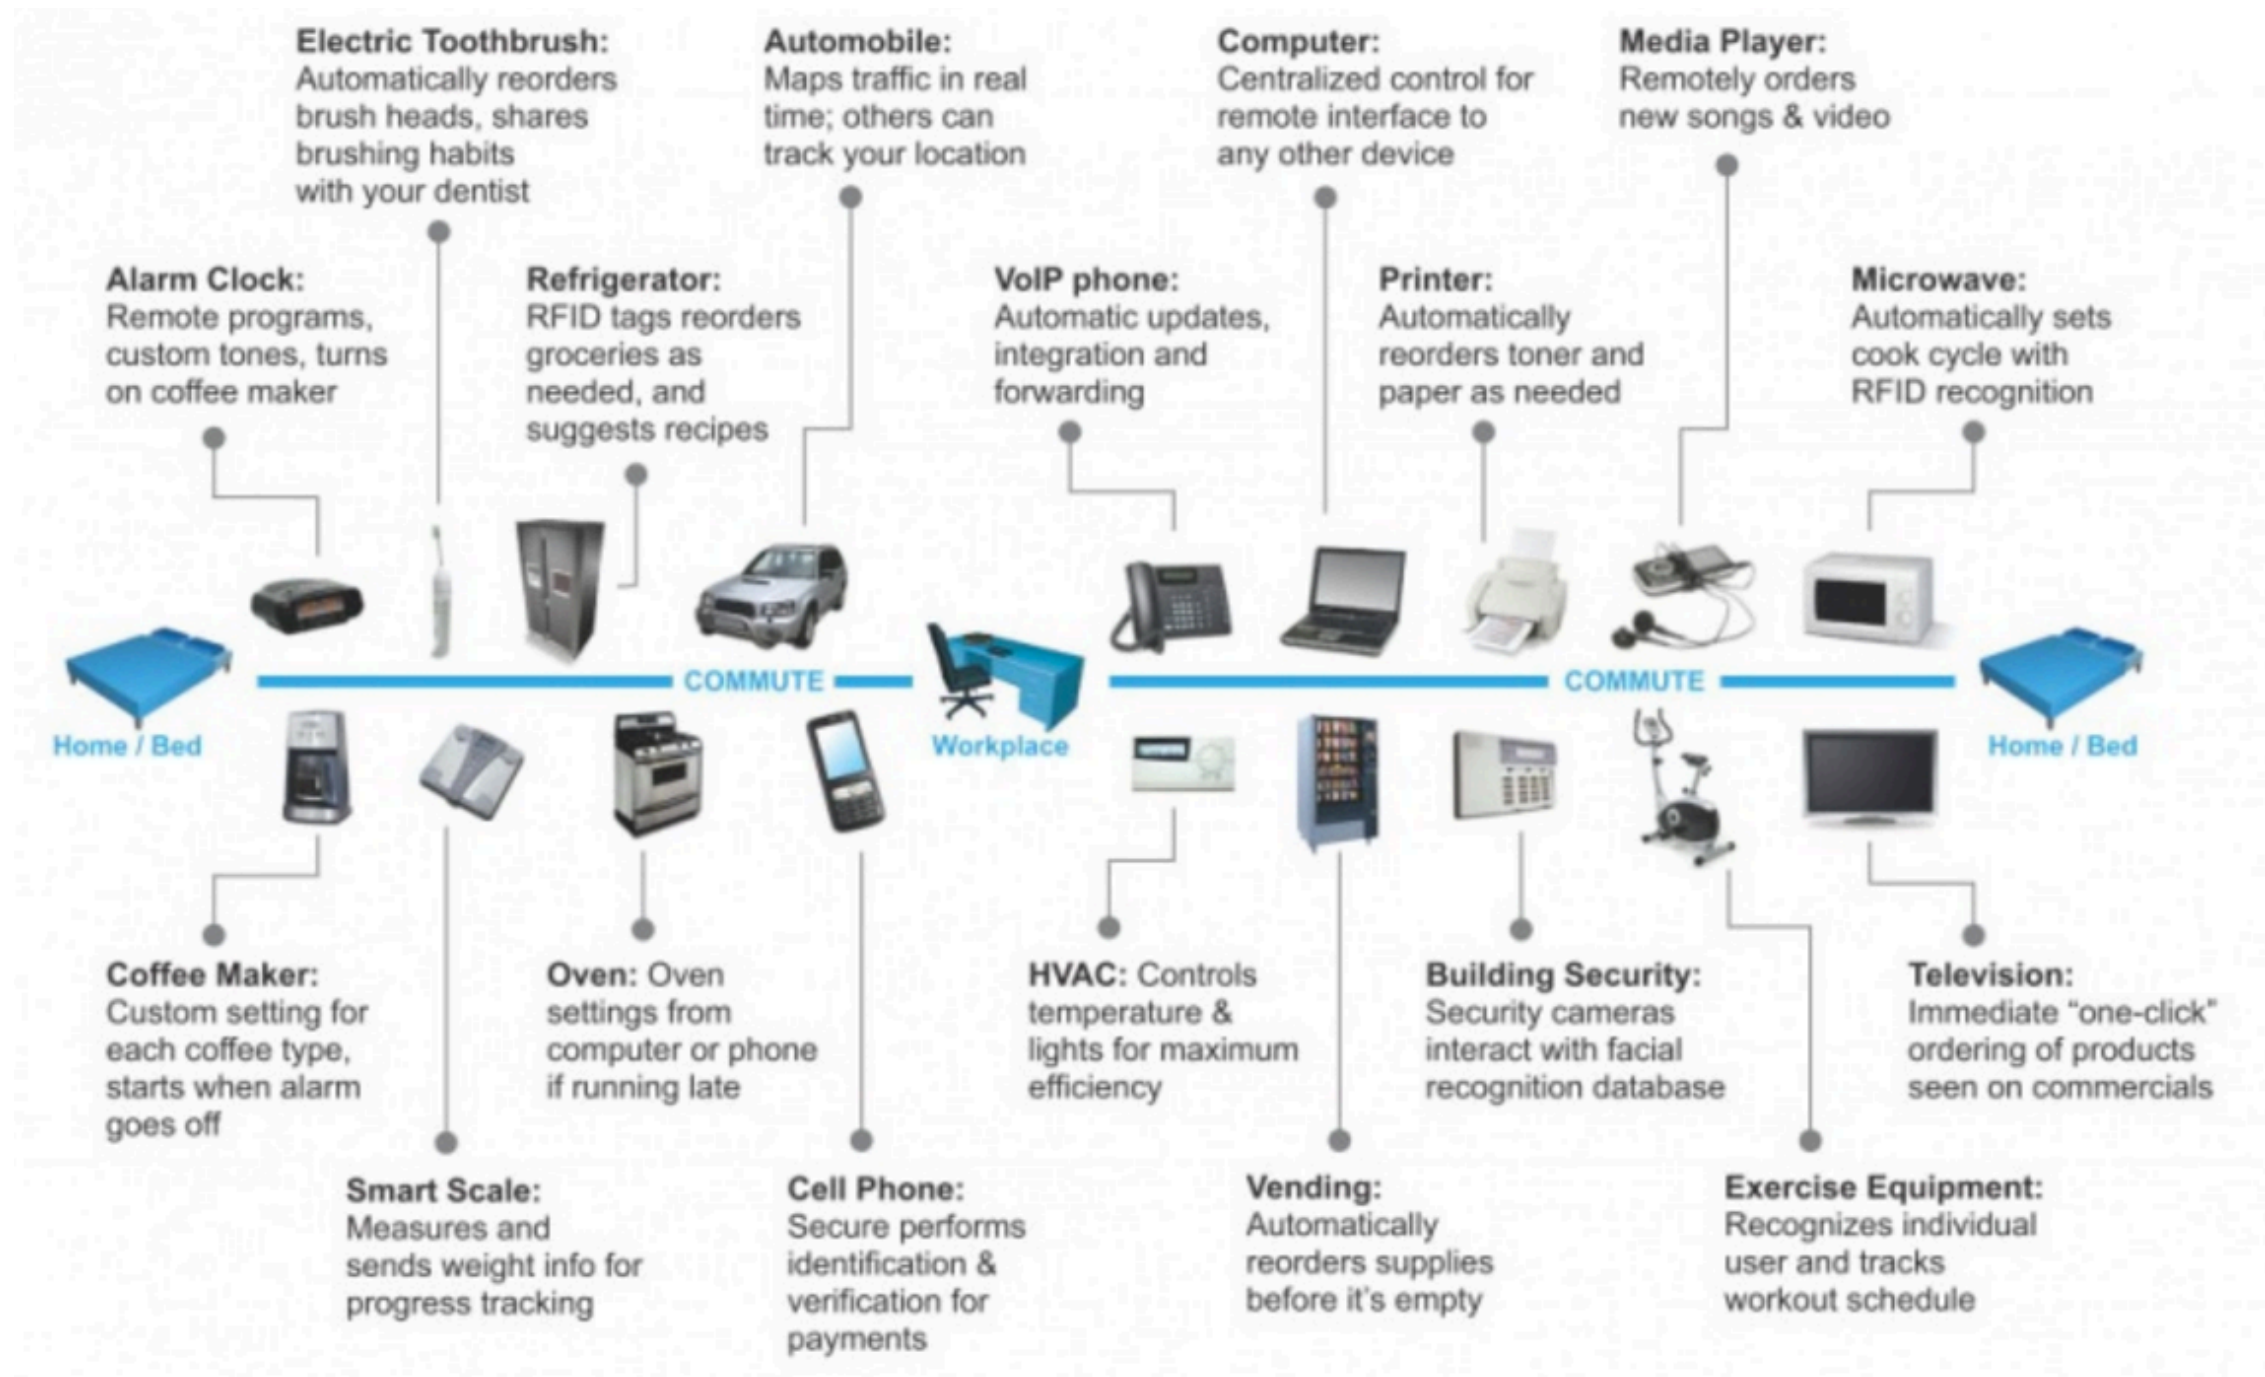 Electric Toothbrush:
Automatically reorders
brush heads, shares
brushing habits
with your dentist
Automobile:
Maps traffic in real
time; others can
track your location
Computer:
Centralized control for
remote interface to
any other device
Media Player:
Remotely orders
new songs & video
Alarm Clock:
Remote programs,
custom tones, turns
on coffee maker
Refrigerator:
RFID tags reorders
groceries as
needed, and
suggests recipes
VoIP phone:
Automatic updates,
integration and
forwarding
Printer:
Automatically
reorders toner and
paper as needed
Microwave:
Automatically sets
cook cycle with
RFID recognition
Home / Bed
COMMUTE
Workplace
COMMUTE
Home / Bed
Coffee Maker:
Custom setting for
each coffee type,
starts when alarm
goes off
Oven: Oven
settings from
computer or phone
if running late
HVAC: Controls
temperature &
lights for maximum
efficiency
Building Security:
Security cameras
interact with facial
recognition database
Television:
Immediate “one-click”
ordering of products
seen on commercials
Smart Scale:
Measures and
sends weight info for
progress tracking
Cell Phone:
Secure performs
identification &
verification for
payments
Vending:
Automatically
reorders supplies
before it's empty
Exercise Equipment:
Recognizes individual
user and tracks
workout schedule